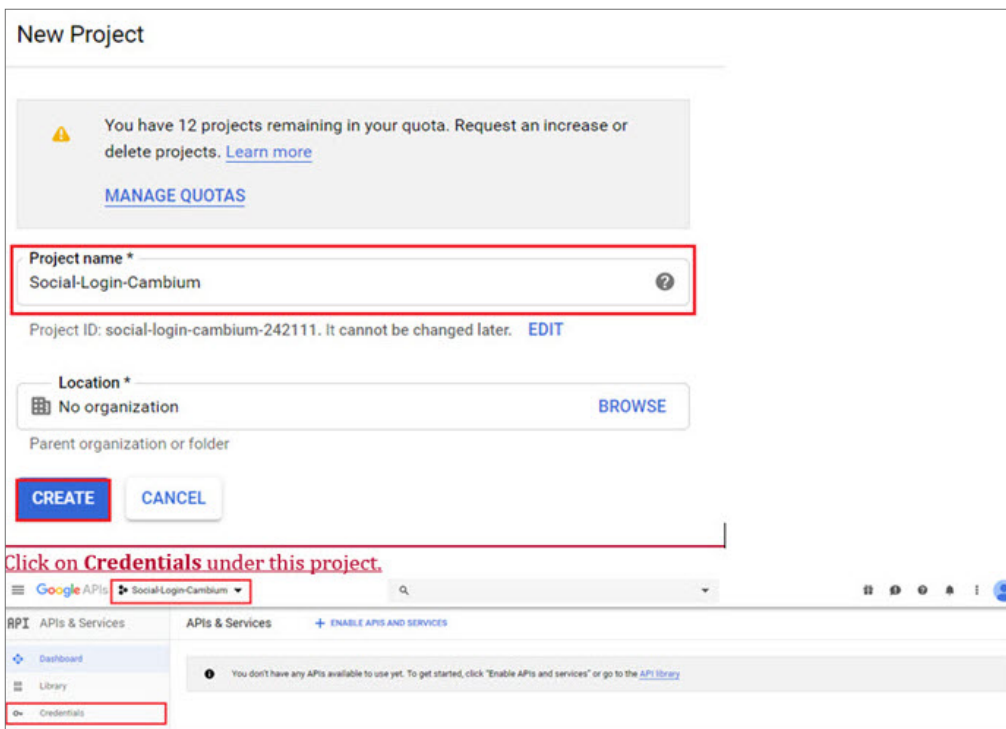 New Project
You have 12 projects remaining in your quota. Request an increase or
delete projects. Learn more
MANAGE QUOTAS
Project name *
Social-Login-Cambium
Project ID: social-login-cambium-242111. It cannot be changed later. EDIT
Location *
No organization BROWSE
Parent organization or folder
CREATE CANCEL
Click on Credentials under this project.
Google APIs Social-Login-Cambium
API APIs & Services APIs & Services + ENABLE APIS AND SERVICES
Dashboard
You don't have any APIs available to use yet. To get started, click "Enable APIs and services" or go to the API library
Library
Credentials